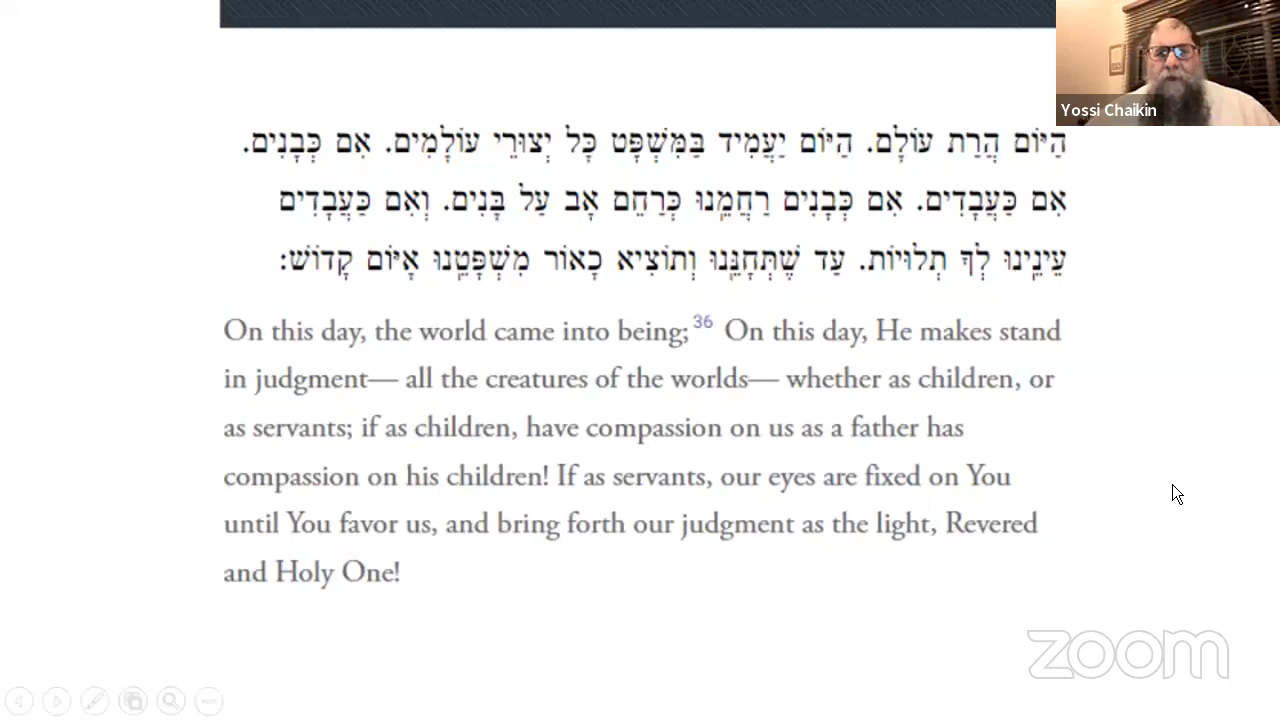 Yossi Chaikin
הַיּוֹם הֲרַת עוֹלָם. הַיּוֹם יַעֲמִיד בַּמִּשְׁפָּט כָּל יְצוּרֵי עוֹלָמִים. אִם כְּבָנִים.
אִם כַּעֲבָדִים. אִם כְּבָנִים רַחֲמֵנוּ כְּרַחֵם אָב עַל בָּנִים. וְאִם כַּעֲבָדִים
עֵינֵינוּ לְךָ תְלוּיוֹת. עַד שֶׁתְּחָנֵּנוּ וְתוֹצִיא כָאוֹר מִשְׁפָּטֵנוּ אָיוֹם קָדוֹשׁ:
On this day, the world came into being;36 On this day, He makes stand
in judgment— all the creatures of the worlds— whether as children, or
as servants; if as children, have compassion on us as a father has
compassion on his children! If as servants, our eyes are fixed on You
until You favor us, and bring forth our judgment as the light, Revered
and Holy One!
zoom